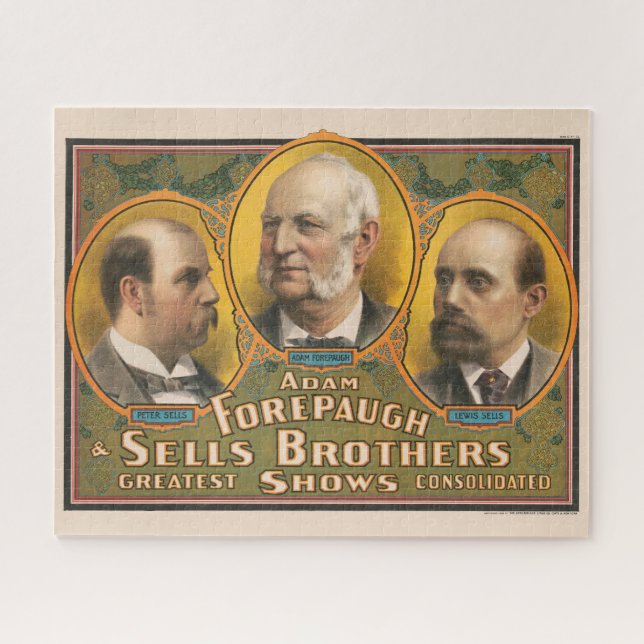 ADAM FOREPAUGH
PETER SELLS
LEWIS SELLS
ADAM
FOREPAUGH
& SELLS BROTHERS
GREATEST SHOWS CONSOLIDATED